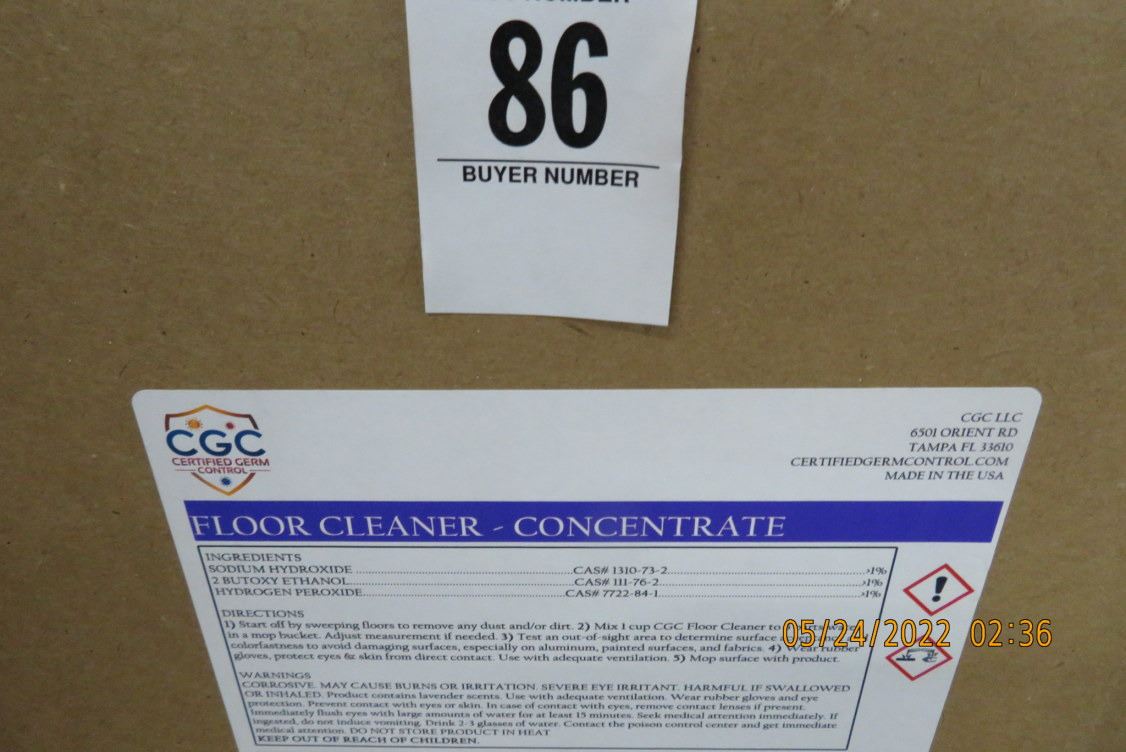 86
BUYER NUMBER
CGC
CERTIFIED GERM
CONTROL
CGC LLC
6501 ORIENT RD
TAMPA FL 33610
CERTIFIEDGERMCONTROL.COM
MADE IN THE USA
FLOOR CLEANER - CONCENTRATE
INGREDIENTS
SODIUM HYDROXIDE CAS# 1310-73-2 >1%
2 BUTOXY ETHANOL CAS# 111-76-2 >1%
HYDROGEN PEROXIDE CAS# 7722-84-1 >1%
DIRECTIONS
1) Start off by sweeping floors to remove any dust and/or dirt. 2) Mix 1 cup CGC Floor Cleaner to
in a mop bucket. Adjust measurement if needed. 3) Test an out-of-sight area to determine surface
colorfastness to avoid damaging surfaces, especially on aluminum, painted surfaces, and fabrics. 4) Wear rubber
gloves, protect eyes & skin from direct contact. Use with adequate ventilation. 5) Mop surface with product.
05/24/2022 02:36
WARNINGS
CORROSIVE. MAY CAUSE BURNS OR IRRITATION. SEVERE EYE IRRITANT. HARMFUL IF SWALLOWED
OR INHALED. Product contains lavender scents. Use with adequate ventilation. Wear rubber gloves and eye
protection. Prevent contact with eyes or skin. In case of contact with eyes, remove contact lenses if present.
Immediately flush eyes with large amounts of water for at least 15 minutes. Seek medical attention immediately. If
ingested, do not induce vomiting. Drink 2-3 glasses of water. Contact the poison control center and get immediate
medical attention. DO NOT STORE PRODUCT IN HEAT
KEEP OUT OF REACH OF CHILDREN.